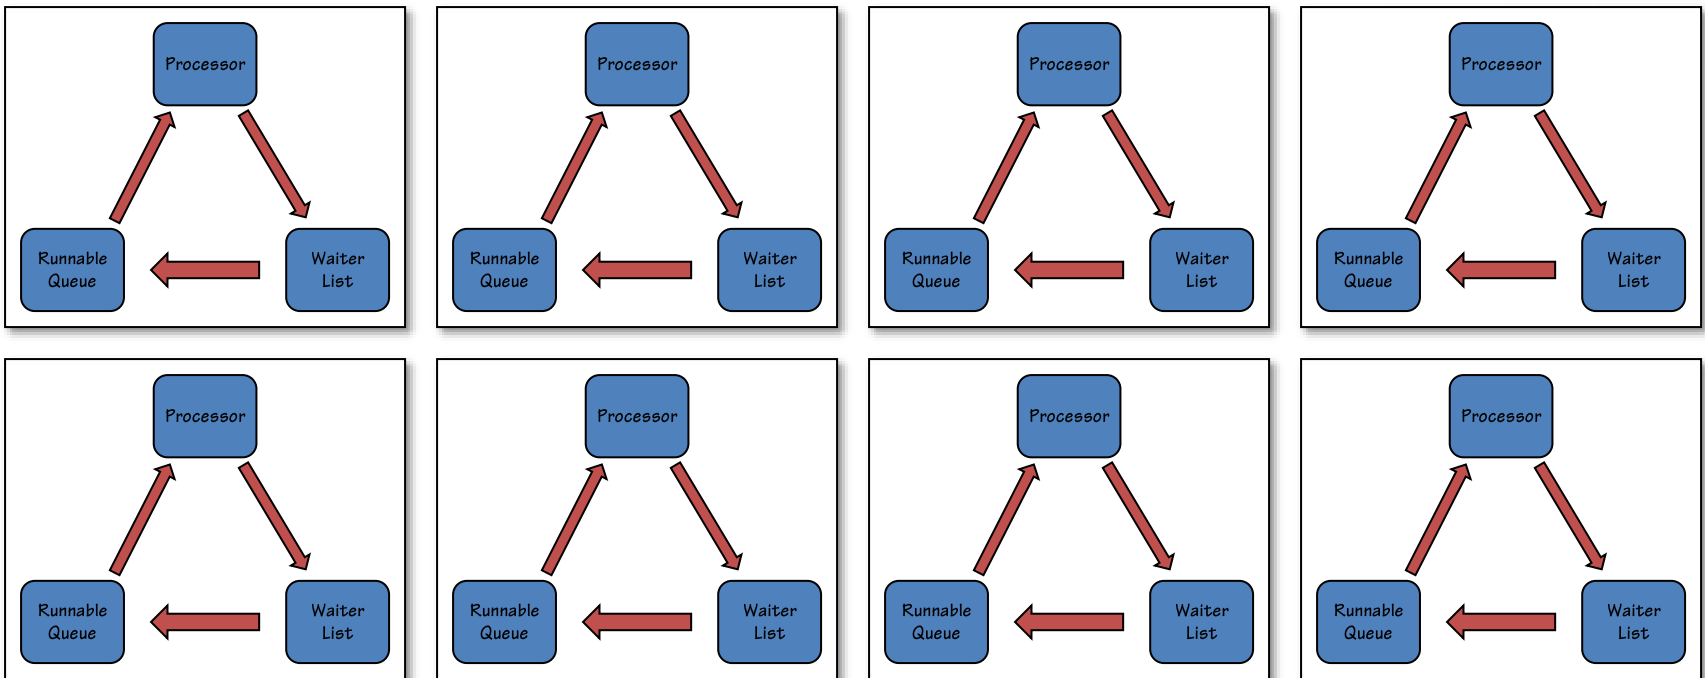 Processor
Runnable
Queue
Waiter
List
Processor
Runnable
Queue
Waiter
List
Processor
Runnable
Queue
Waiter
List
Processor
Runnable
Queue
Waiter
List
Processor
Runnable
Queue
Waiter
List
Processor
Runnable
Queue
Waiter
List
Processor
Runnable
Queue
Waiter
List
Processor
Runnable
Queue
Waiter
List